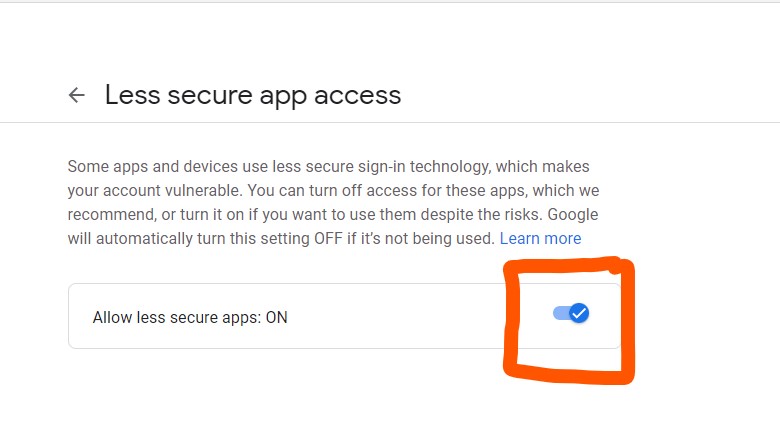 Less secure app access
Some apps and devices use less secure sign-in technology, which makes
your account vulnerable. You can turn off access for these apps, which we
recommend, or turn it on if you want to use them despite the risks. Google
will automatically turn this setting OFF if it's not being used. Learn more
Allow less secure apps: ON